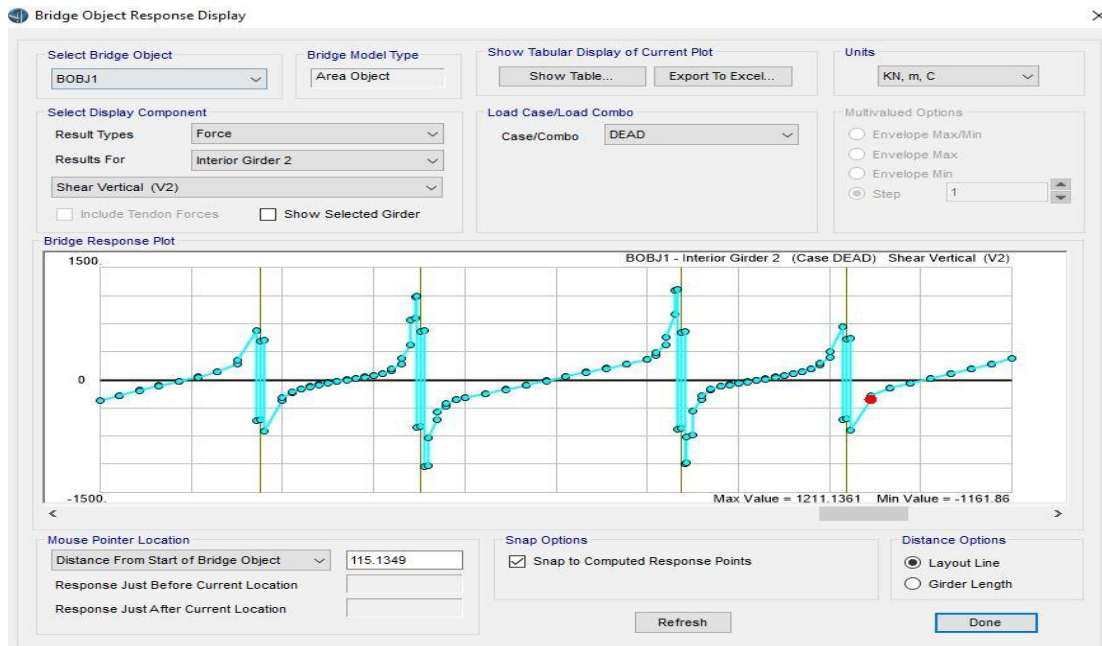 Bridge Object Response Display
Select Bridge Object
BOBJ1
Bridge Model Type
Area Object
Show Tabular Display of Current Plot
Show Table...
Export To Excel...
Units
KN, m, C
Select Display Component
Result Types
Force
Results For
Interior Girder 2
Shear Vertical (V2)
Include Tendon Forces
Show Selected Girder
Load Case/Load Combo
Case/Combo
DEAD
Multivalued Options
Envelope Max/Min
Envelope Max
Envelope Min
Step
1
Bridge Response Plot
1500.
BOBJ1 - Interior Girder 2 (Case DEAD) Shear Vertical (V2)
0
-1500.
Max Value = 1211.1361 Min Value = -1161.86
Mouse Pointer Location
Distance From Start of Bridge Object
115.1349
Response Just Before Current Location
Response Just After Current Location
Snap Options
Snap to Computed Response Points
Distance Options
Layout Line
Girder Length
Refresh
Done